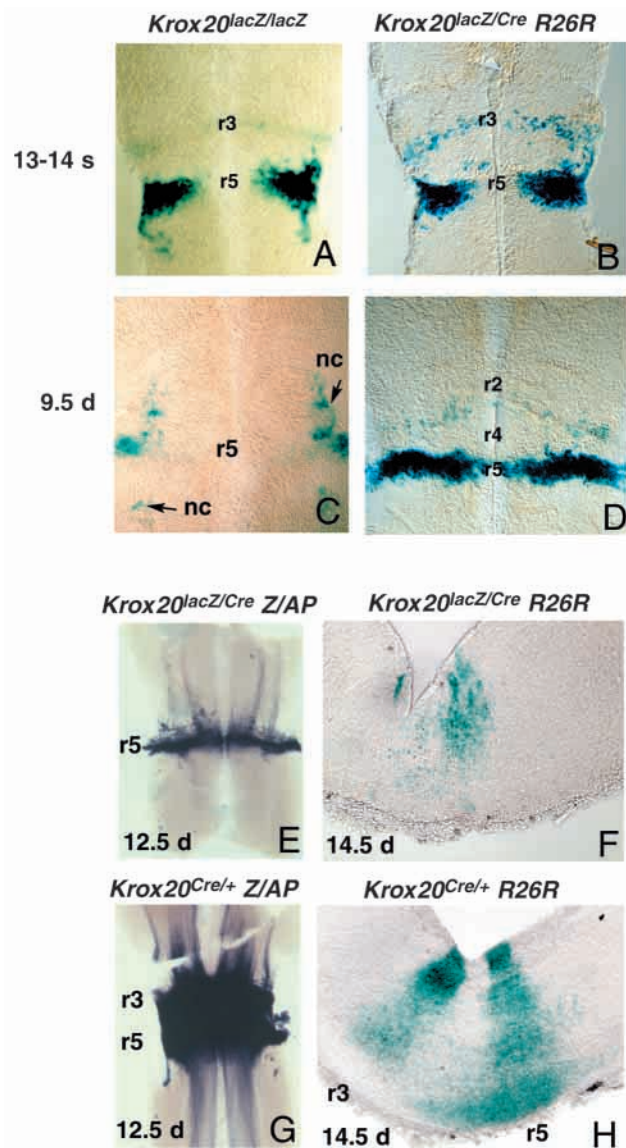 Krox20lacZ/lacZ
Krox20lacZ/Cre R26R
13-14 s
r3
r5
A
r3
r5
B
9.5 d
nc
r5
nc
C
r2
r4
r5
D
Krox20lacZ/Cre Z/AP
Krox20lacZ/Cre R26R
r5
12.5 d
E
14.5 d
F
Krox20Cre/+ Z/AP
Krox20Cre/+ R26R
r3
r5
12.5 d
G
r3
14.5 d
r5
H